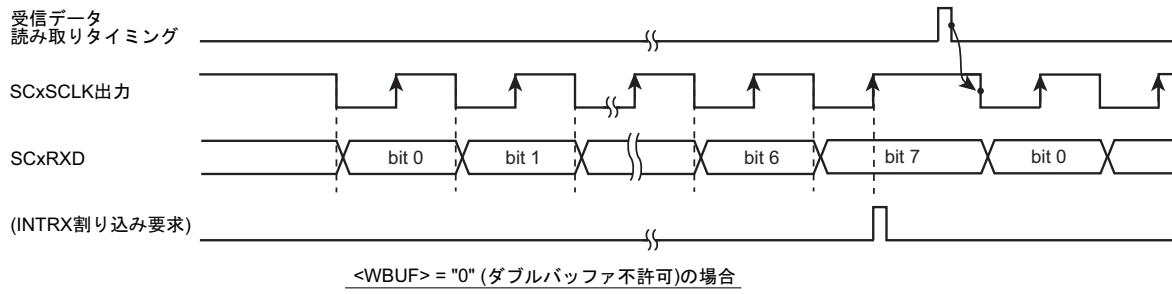 受信データ
読み取りタイミング
SCxSCLK出力
SCxRXD
bit 0
bit 1
bit 6
bit 7
bit 0
(INTRX割り込み要求)
<WBUF> = "0" (ダブルバッファ不許可)の場合